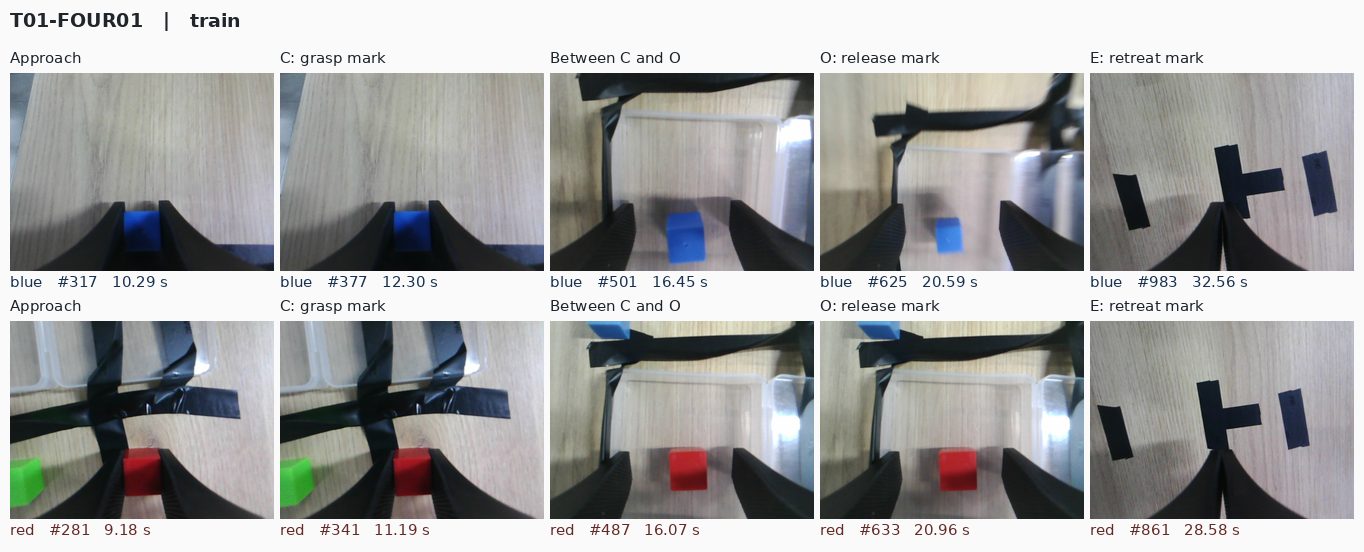 T01-FOUR01 | train
Approach
C: grasp mark
Between C and O
O: release mark
E: retreat mark
blue #317 10.29 s
blue #377 12.30 s
blue #501 16.45 s
blue #625 20.59 s
blue #983 32.56 s
Approach
C: grasp mark
Between C and O
O: release mark
E: retreat mark
red #281 9.18 s
red #341 11.19 s
red #487 16.07 s
red #633 20.96 s
red #861 28.58 s